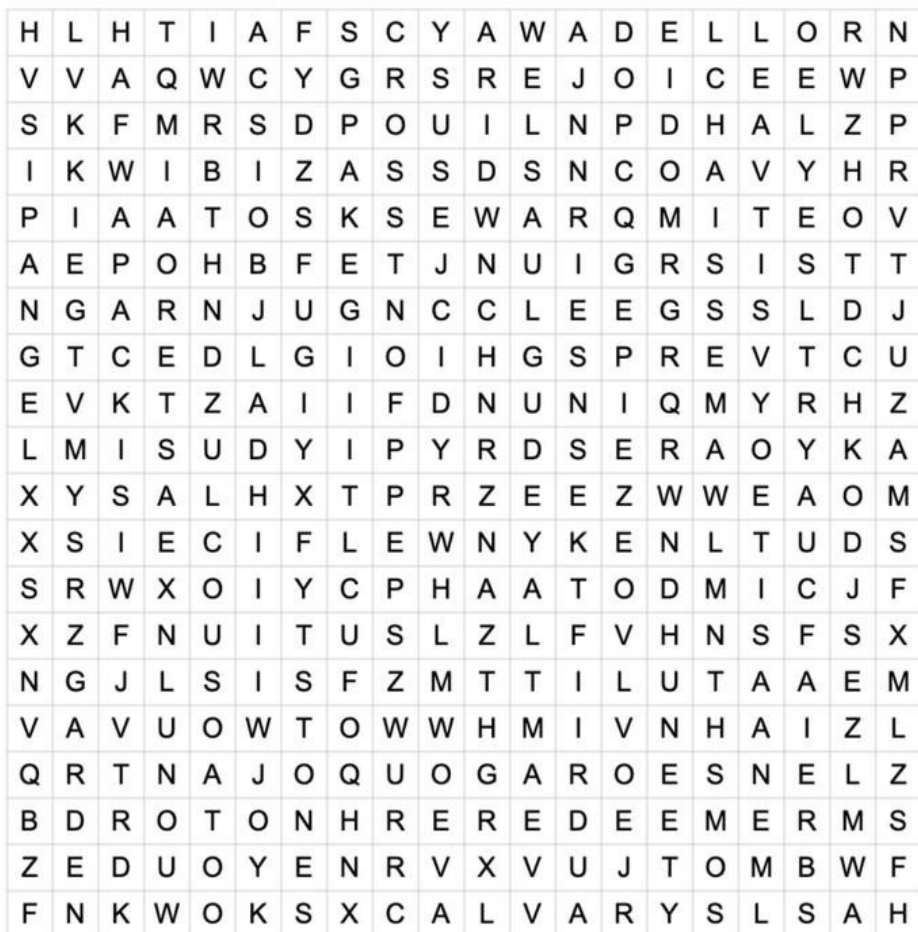 H L H T I A F S C Y A W A D E L L O R N
V V A Q W C Y G R S R E J O I C E E W P
S K F M R S D P O U I L N P D H A L Z P
I K W I B I Z A S S D S N C O A V Y H R
P I A A T O S K S E W A R Q M I T E O V
A E P O H B F E T J N U I G R S I S T T
N G A R N J U G N C C L E E G S S L D J
G T C E D L G I O I H G S P R E V T C U
E V K T Z A I I F D N U N I Q M Y R H Z
L M I S U D Y I P Y R D S E R A O Y K A
X Y S A L H X T P R Z E E Z W W E A O M
X S I E C I F L E W N Y K E N L T U D S
S R W X O I Y C P H A A T O D M I C J F
X Z F N U I T U S L Z L F V H N S F S X
N G J L S I S F Z M T T I L U T A A E M
V A V U O W T O W W H M I V N H A I Z L
Q R T N A J O Q U O G A R O E S N E L Z
B D R O T O N H R E R E D E E M E R M S
Z E D U O Y E N R V X V U J T O M B W F
F N K W O K S X C A L V A R Y S L S A H